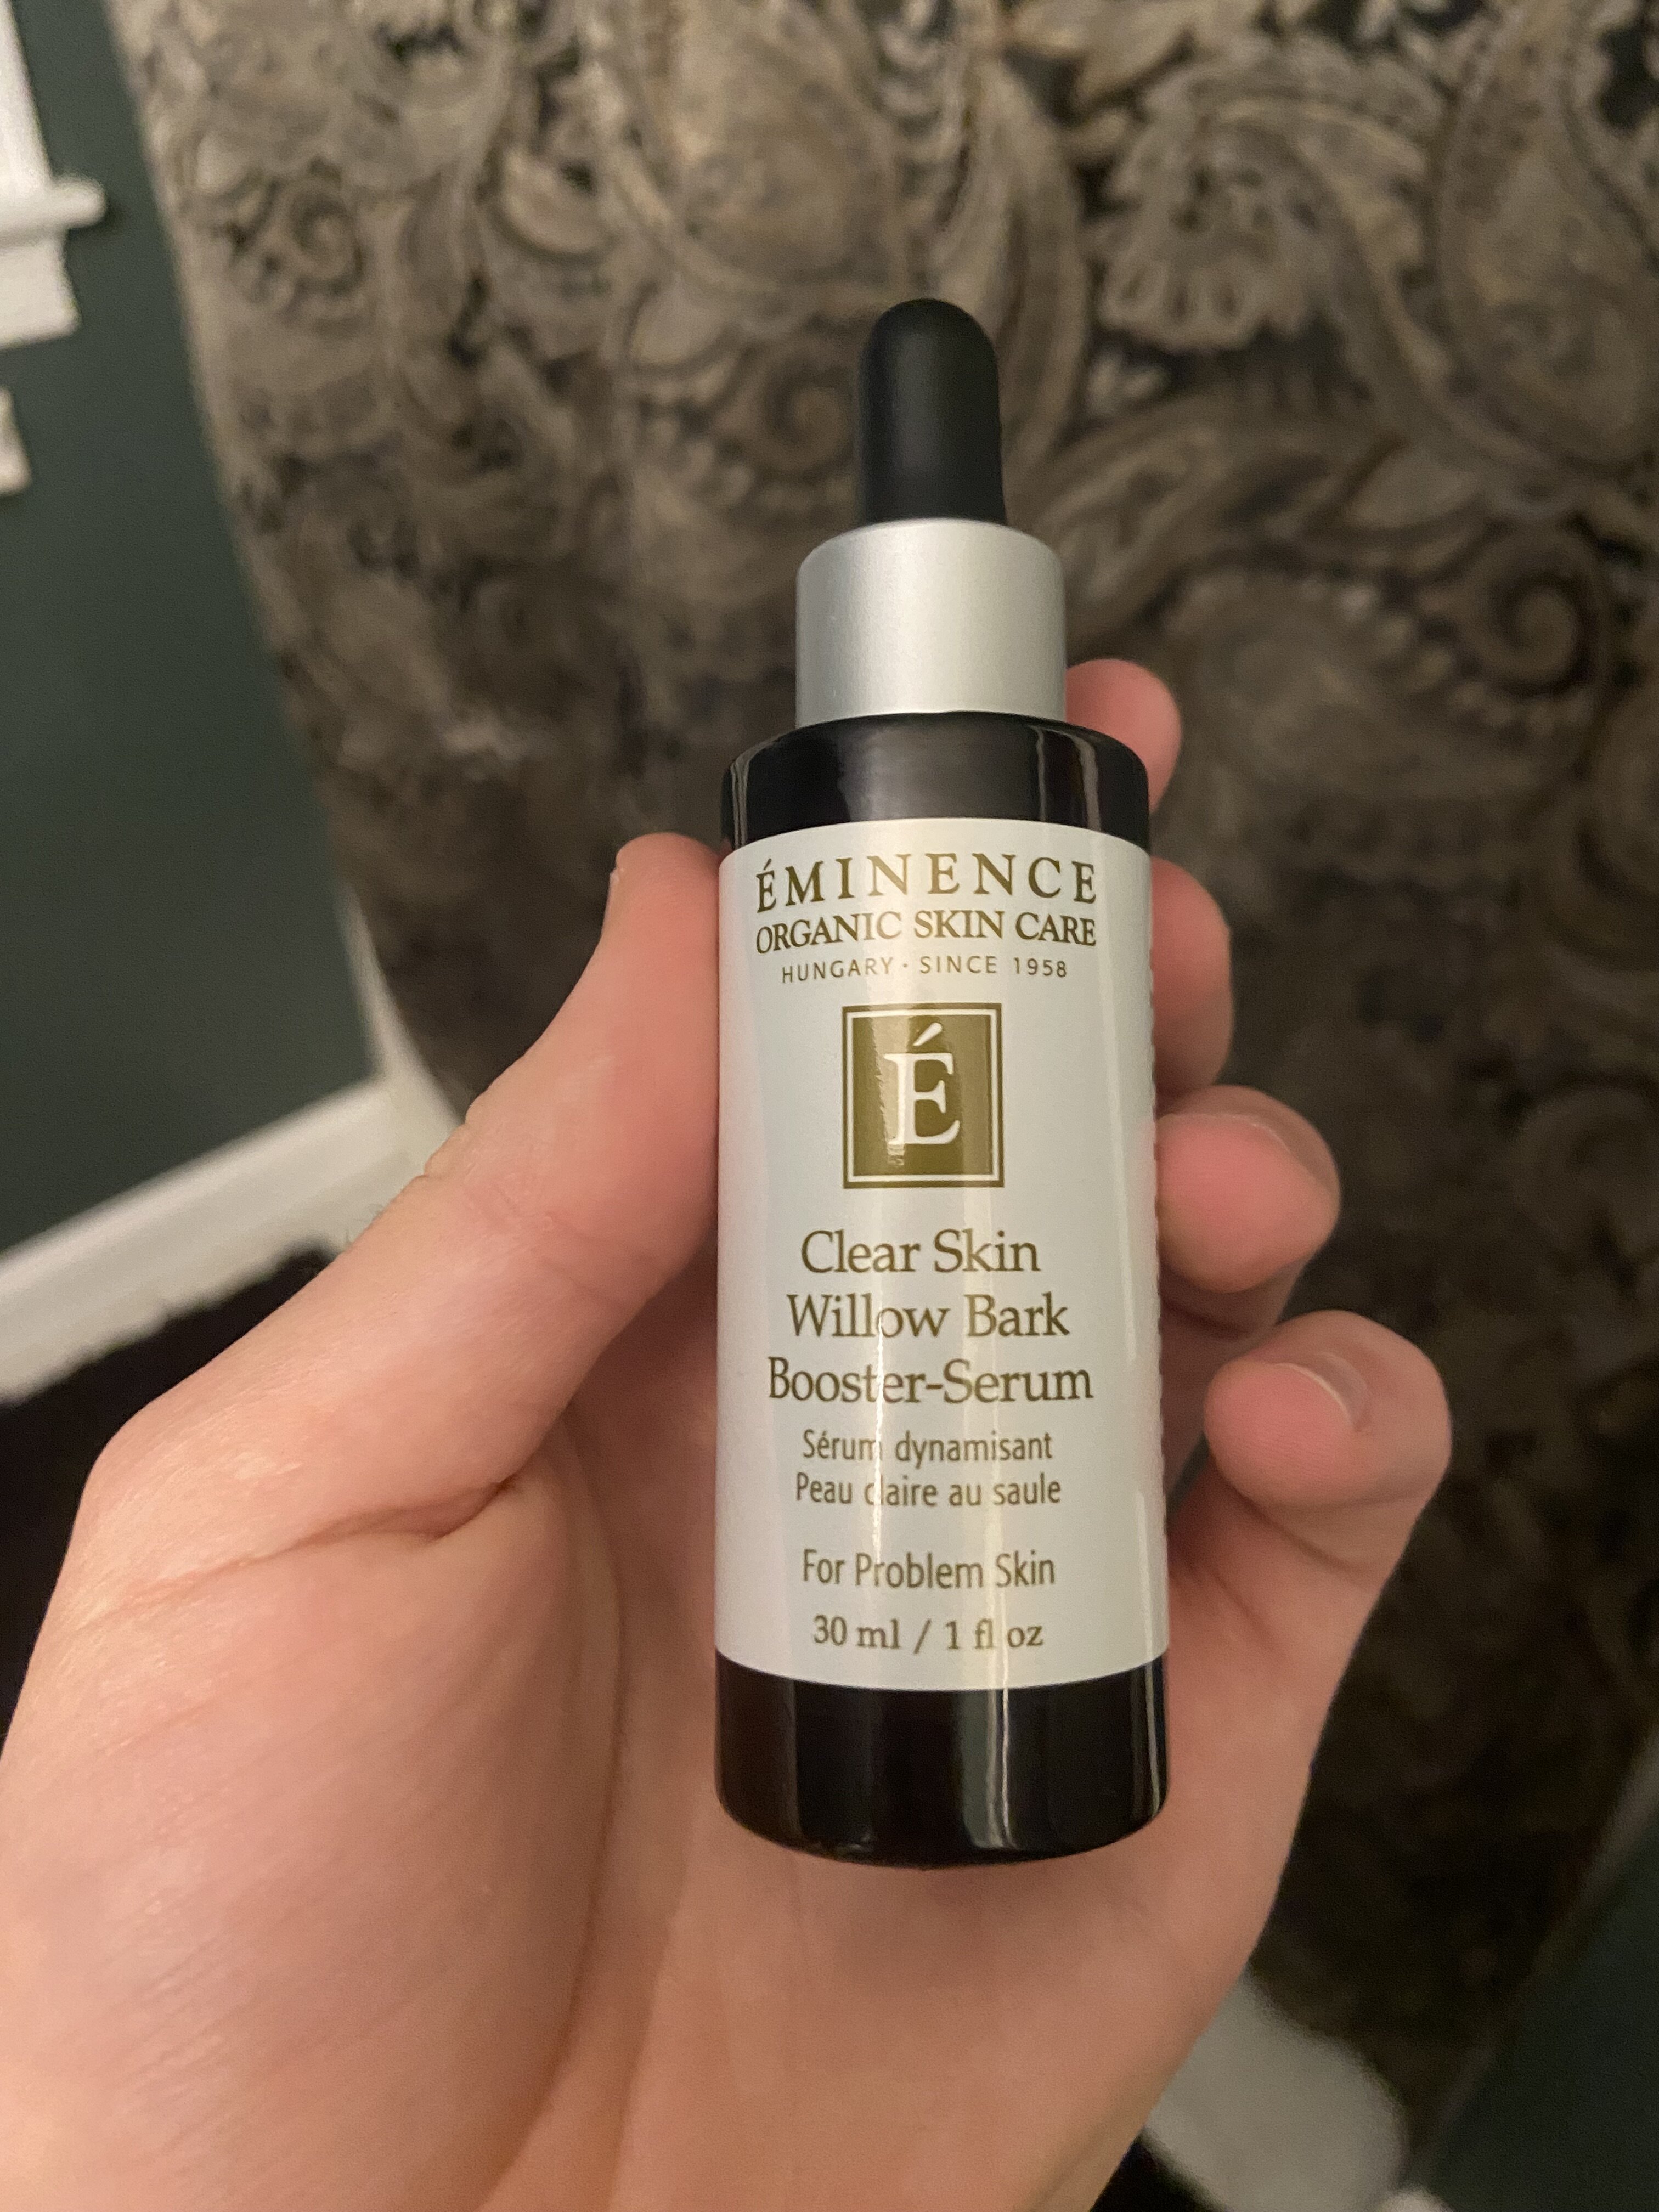 ÉMINENCE
ORGANIC SKIN CARE
HUNGARY · SINCE 1958
É
Clear Skin
Willow Bark
Booster-Serum
Sérum dynamisant
Peau claire au saule
For Problem Skin
30 ml / 1 fl oz